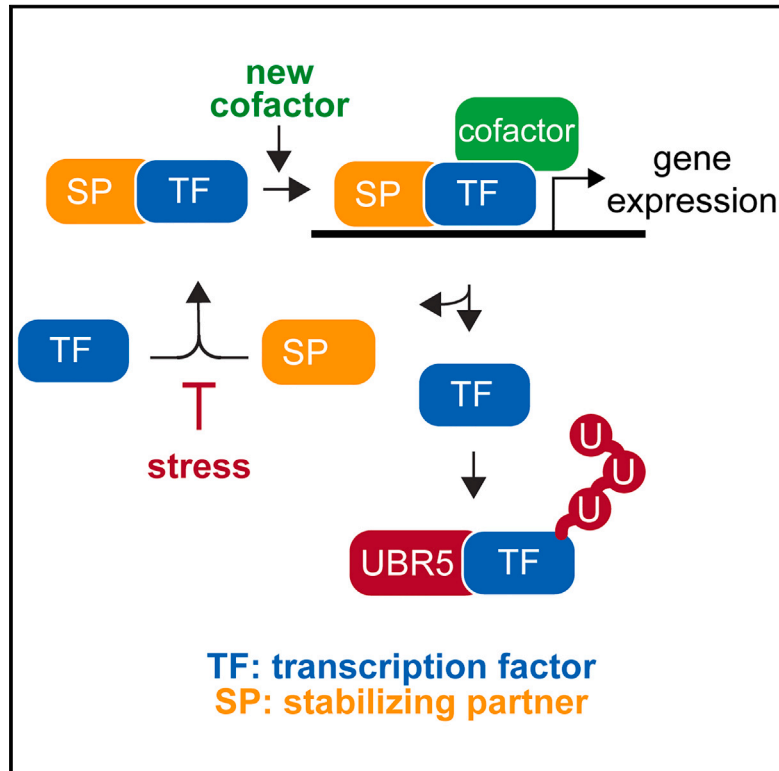 new
cofactor
cofactor
SP TF
SP TF
gene
expression
TF
SP
TF
stress
U
U
U
UBR5 TF
TF: transcription factor
SP: stabilizing partner